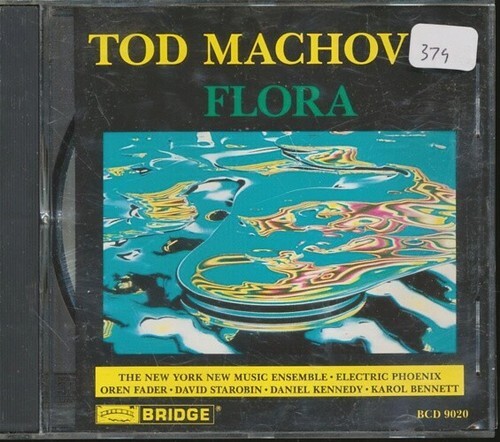 TOD MACHOV
374
FLORA
THE NEW YORK NEW MUSIC ENSEMBLE · ELECTRIC PHOENIX
OREN FADER · DAVID STAROBIN · DANIEL KENNEDY · KAROL BENNETT
BRIDGE®
BCD 9020